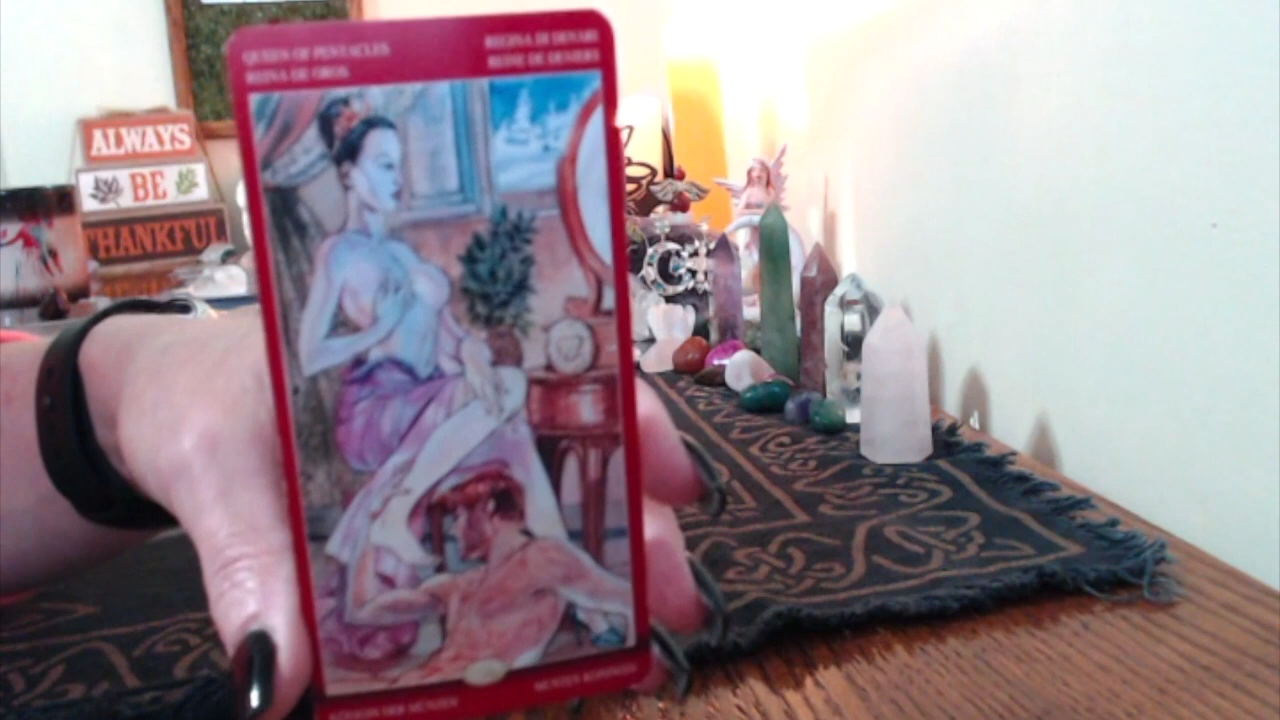 QUEEN OF PENTACLES
REINA DE OROS
REGINA DI DENARI
REINE DE DENIERS
ALWAYS
BE
THANKFUL